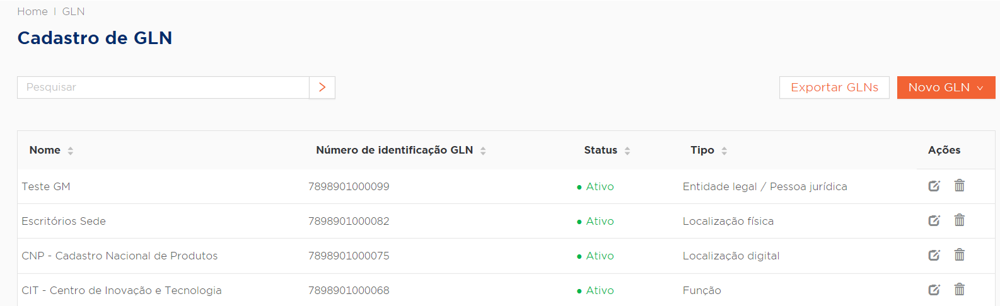 Home | GLN
Cadastro de GLN
Pesquisar
Exportar GLNs
Novo GLN
Nome Número de identificação GLN Status Tipo Ações
Teste GM 7898901000099 Ativo Entidade legal / Pessoa jurídica
Escritórios Sede 7898901000082 Ativo Localização física
CNP - Cadastro Nacional de Produtos 7898901000075 Ativo Localização digital
CIT - Centro de Inovação e Tecnologia 7898901000068 Ativo Função